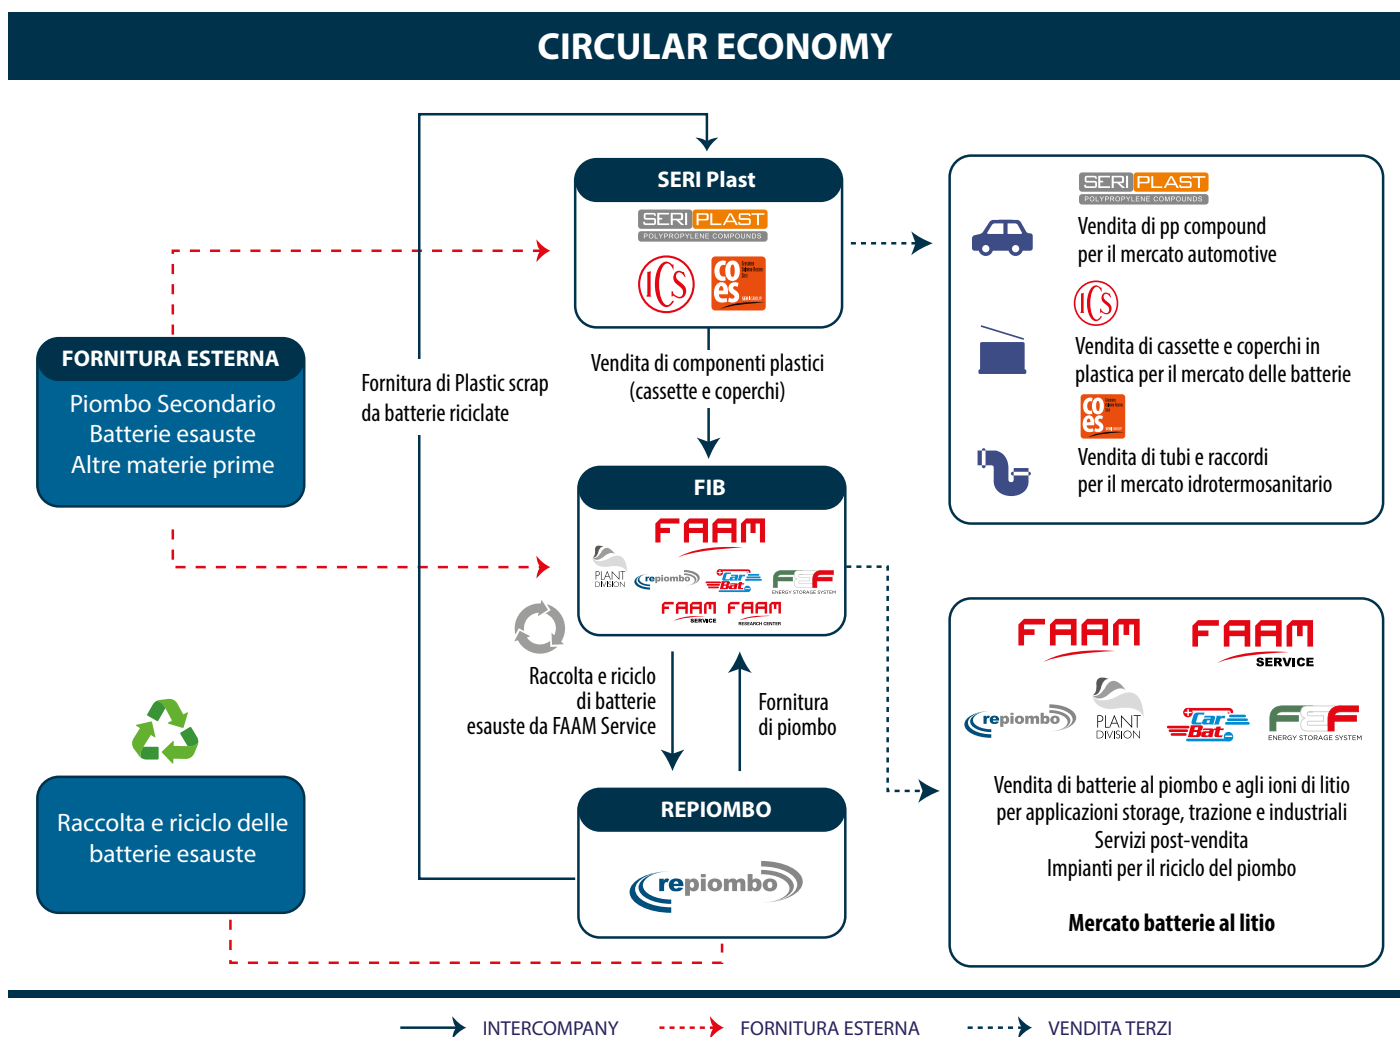 CIRCULAR ECONOMY
SERI Plast
SERI PLAST
POLYPROPYLENE COMPOUNDS
ICS
co
es
SERI GROUP
FORNITURA ESTERNA
Piombo Secondario
Batterie esauste
Altre materie prime
Fornitura di Plastic scrap
da batterie riciclate
Vendita di componenti plastici
(cassette e coperchi)
SERI PLAST
POLYPROPYLENE COMPOUNDS
Vendita di pp compound
per il mercato automotive
ICS
Vendita di cassette e coperchi in
plastica per il mercato delle batterie
co
es
Vendita di tubi e raccordi
per il mercato idrotermosanitario
FIB
FAAM
PLANT
DIVISION
repiombo
Car
Bat
FEF
ENERGY STORAGE SYSTEM
FAAM
SERVICE
FAAM
RESEARCH CENTER
Raccolta e riciclo
di batterie
esauste da FAAM Service
Fornitura
di piombo
Raccolta e riciclo delle
batterie esauste
REPIOMBO
repiombo
FAAM
FAAM
SERVICE
repiombo
PLANT
DIVISION
Car
Bat
FEF
ENERGY STORAGE SYSTEM
Vendita di batterie al piombo e agli ioni di litio
per applicazioni storage, trazione e industriali
Servizi post-vendita
Impianti per il riciclo del piombo
Mercato batterie al litio
INTERCOMPANY
FORNITURA ESTERNA
VENDITA TERZI